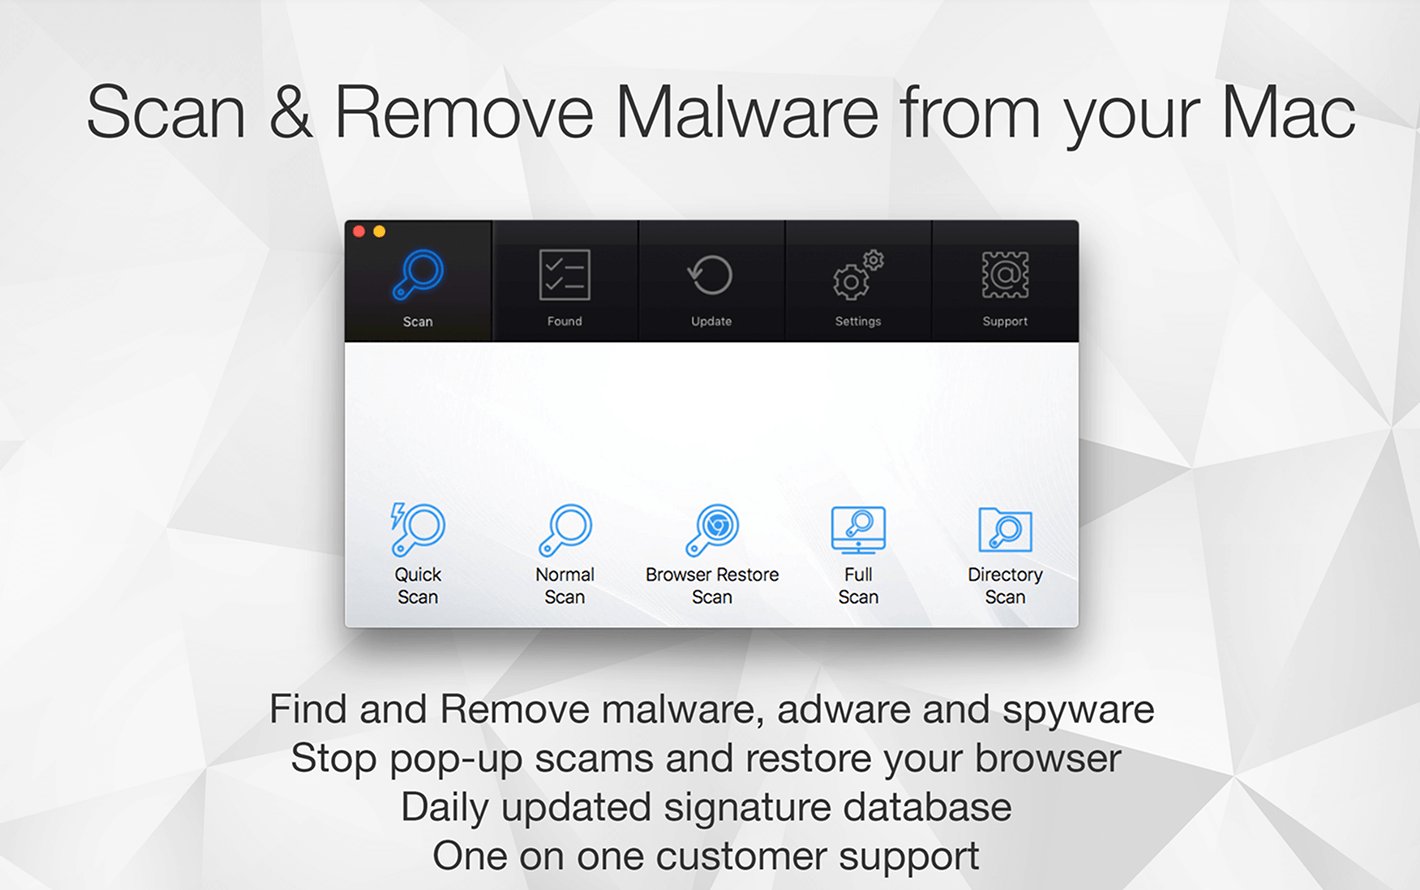 Scan & Remove Malware from your Mac
Scan
Found
Update
Settings
Support
Quick
Scan
Normal
Scan
Browser Restore
Scan
Full
Scan
Directory
Scan
Find and Remove malware, adware and spyware
Stop pop-up scams and restore your browser
Daily updated signature database
One on one customer support